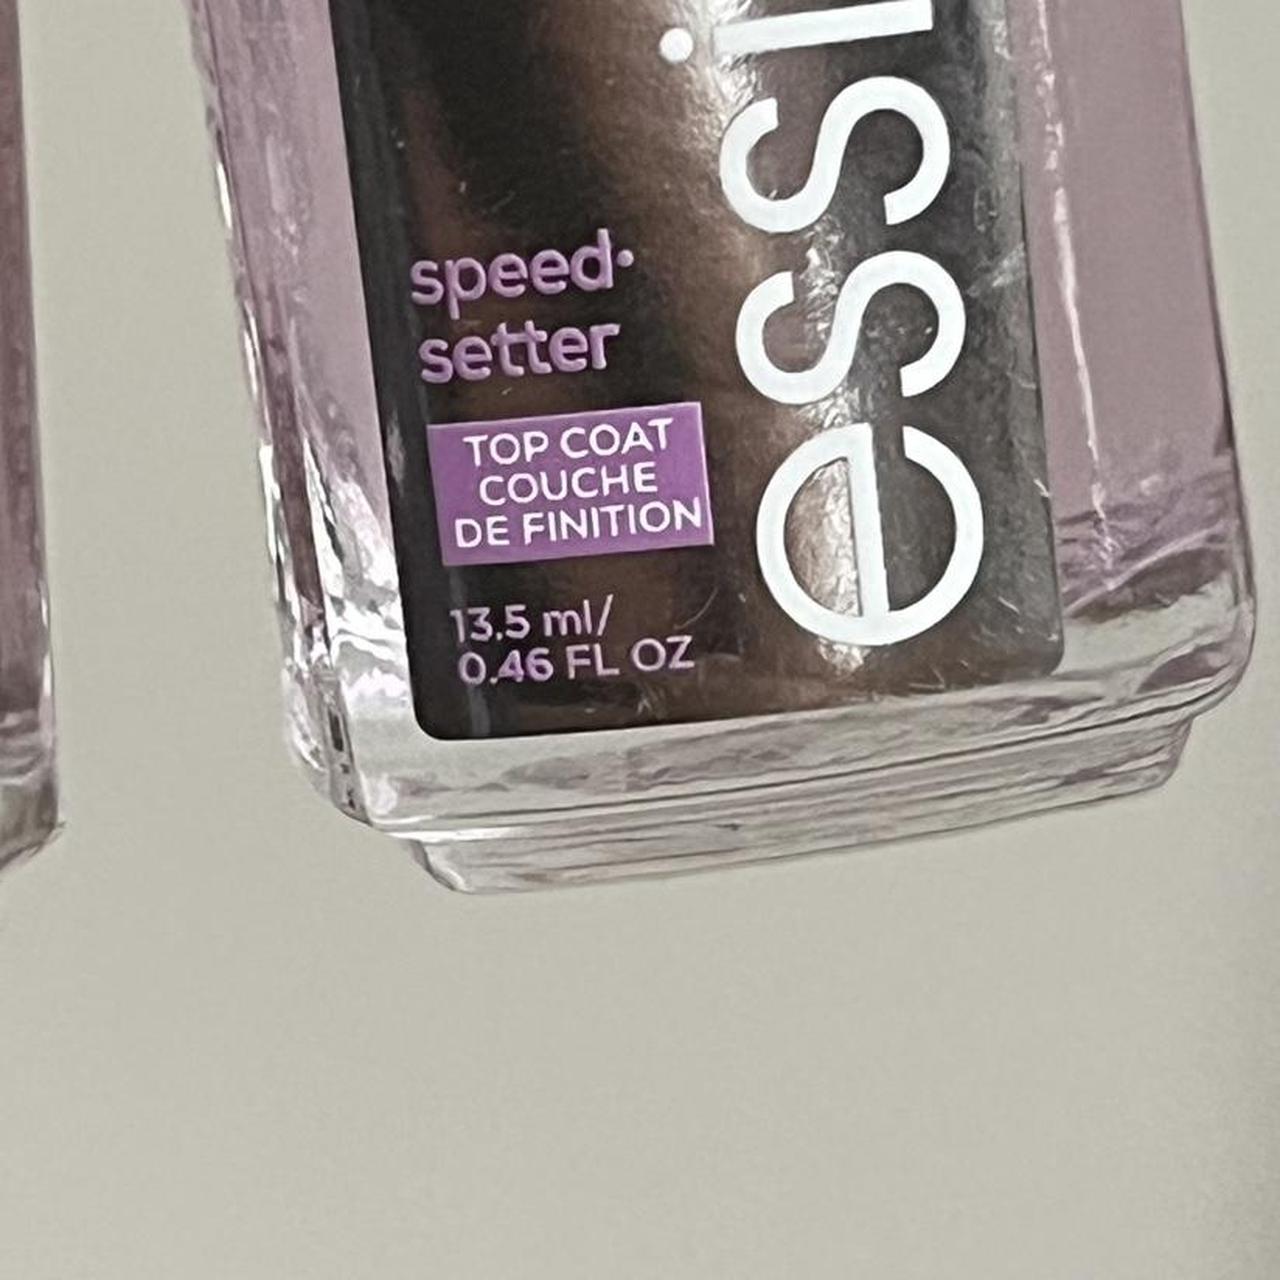 speed·
setter
TOP COAT
COUCHE
DE FINITION
13.5 ml/
0.46 FL OZ
essi